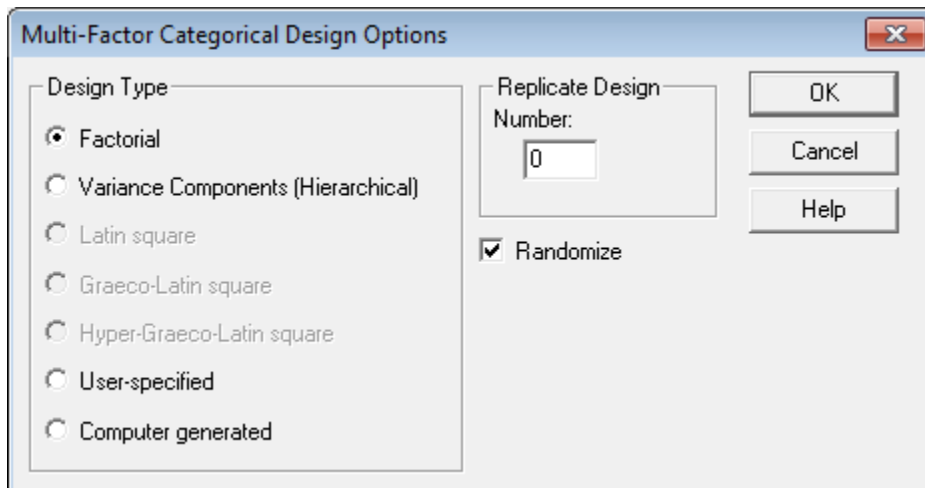 Multi-Factor Categorical Design Options
Design Type
Factorial
Variance Components (Hierarchical)
Latin square
Graeco-Latin square
Hyper-Graeco-Latin square
User-specified
Computer generated
Replicate Design
Number:
0
Randomize
OK
Cancel
Help